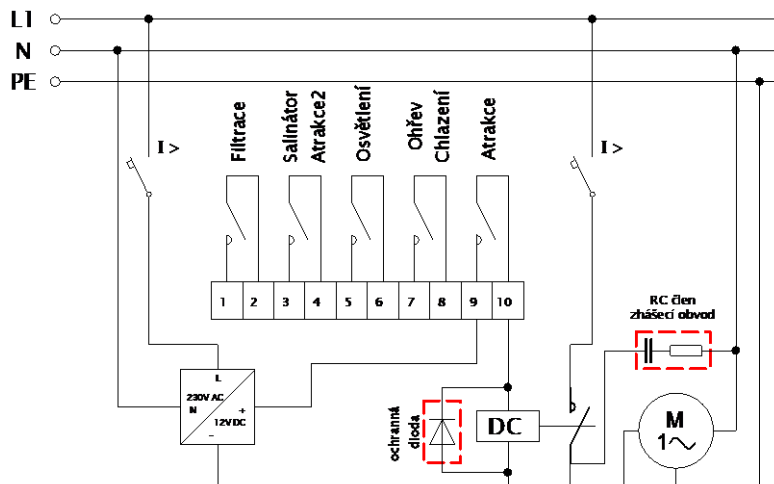 L1
N
PE
I >
I >
Filtrace
Salinátor
Atrakce2
Osvětlení
Ohřev
Chlazení
Atrakce
1 2 3 4 5 6 7 8 9 10
RC člen
zhášecí obvod
L
230V AC
N
+
12V DC
-
ochranná
dioda
DC
M
1~